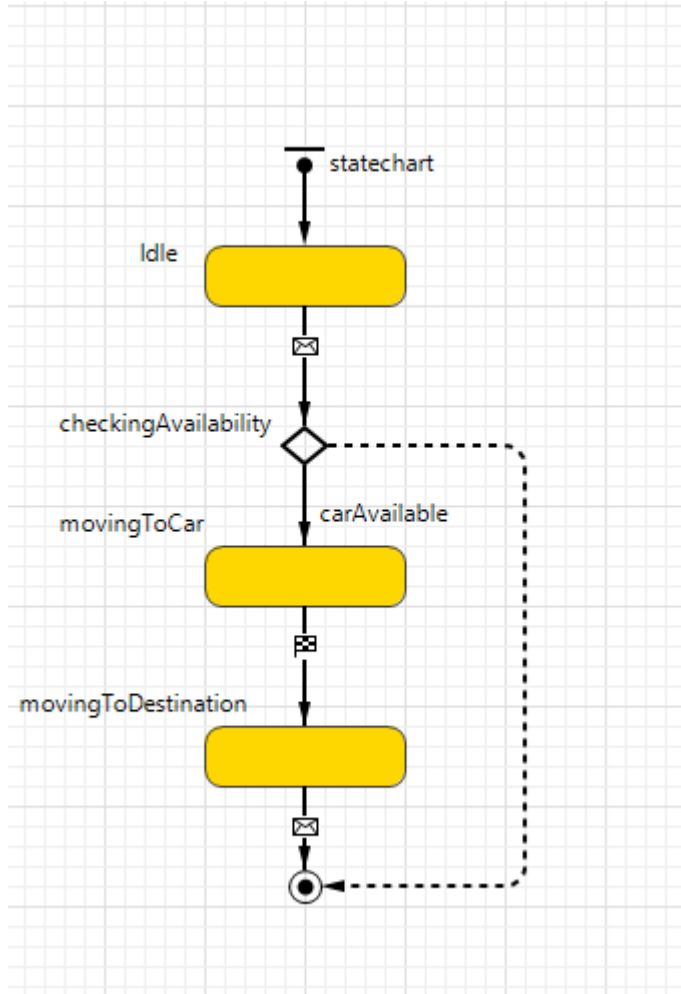 statechart
Idle
checkingAvailability
carAvailable
movingToCar
movingToDestination